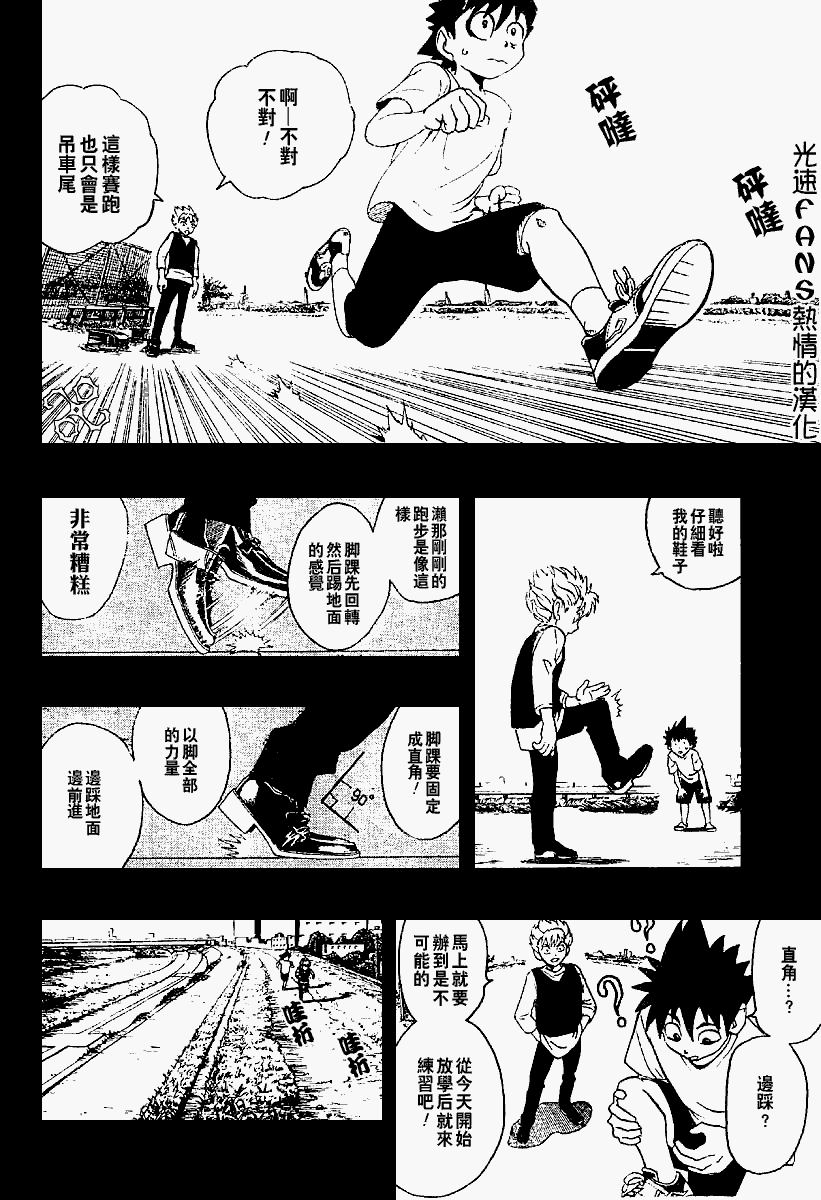 砰噠
砰噠
光速FANS熱情的漢化
啊—不對
不對！
這樣賽跑
也只會是
吊車尾
聽好啦
仔細看
我的鞋子
瀨那剛剛的
跑步是像這
樣
脚踝先回轉
然后踢地面
的感覺
非常糟糕
脚踝要固定
成直角！
90°
以脚全部
的力量
邊踩地面
邊前進
直角…？
邊踩？
？
？
馬上就要
辦到是不
可能的
從今天開始
放學后就來
練習吧！
哇折
哇折